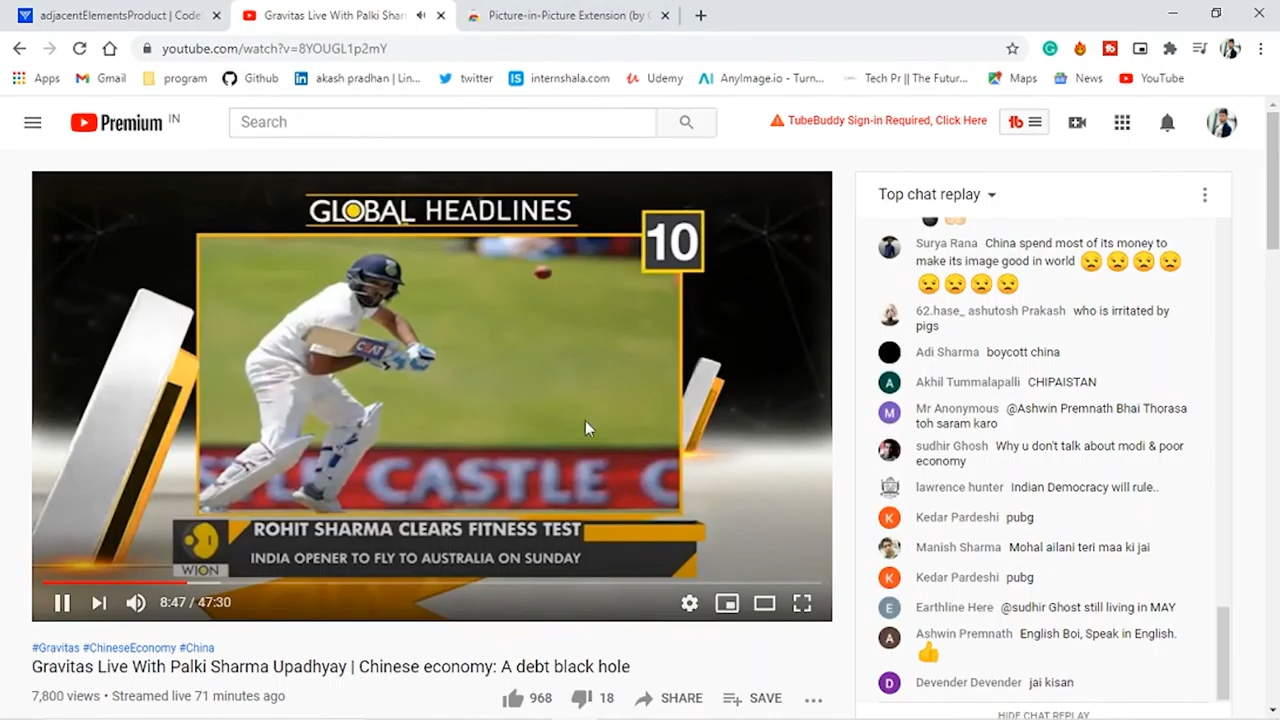 adjacentElementsProduct | Code
Gravitas Live With Palki Shar
Picture-in-Picture Extension (by G
youtube.com/watch?v=8YOUGL1p2mY
Apps
Gmail
program
Github
akash pradhan | Lin...
twitter
internshala.com
Udemy
AnyImage.io - Turn...
Tech Pr || The Futur...
Maps
News
YouTube
Premium IN
Search
TubeBuddy Sign-in Required, Click Here
GLOBAL HEADLINES
10
CEAT
CASTLE
ROHIT SHARMA CLEARS FITNESS TEST
INDIA OPENER TO FLY TO AUSTRALIA ON SUNDAY
WION
8:47 / 47:30
#Gravitas #ChineseEconomy #China
Gravitas Live With Palki Sharma Upadhyay | Chinese economy: A debt black hole
7,800 views • Streamed live 71 minutes ago
968
18
SHARE
SAVE
Top chat replay
Surya Rana China spend most of its money to
make its image good in world 😒😒😒😒
😒😒😒😒
62.hase_ ashutosh Prakash who is irritated by
pigs
Adi Sharma boycott china
Akhil Tummalapalli CHIPAISTAN
Mr Anonymous @Ashwin Premnath Bhai Thorasa
toh saram karo
sudhir Ghosh Why u don't talk about modi & poor
economy
lawrence hunter Indian Democracy will rule..
Kedar Pardeshi pubg
Manish Sharma Mohal ailani teri maa ki jai
Kedar Pardeshi pubg
Earthline Here @sudhir Ghost still living in MAY
Ashwin Premnath English Boi, Speak in English.
👍
Devender Devender jai kisan
HIDE CHAT REPLAY